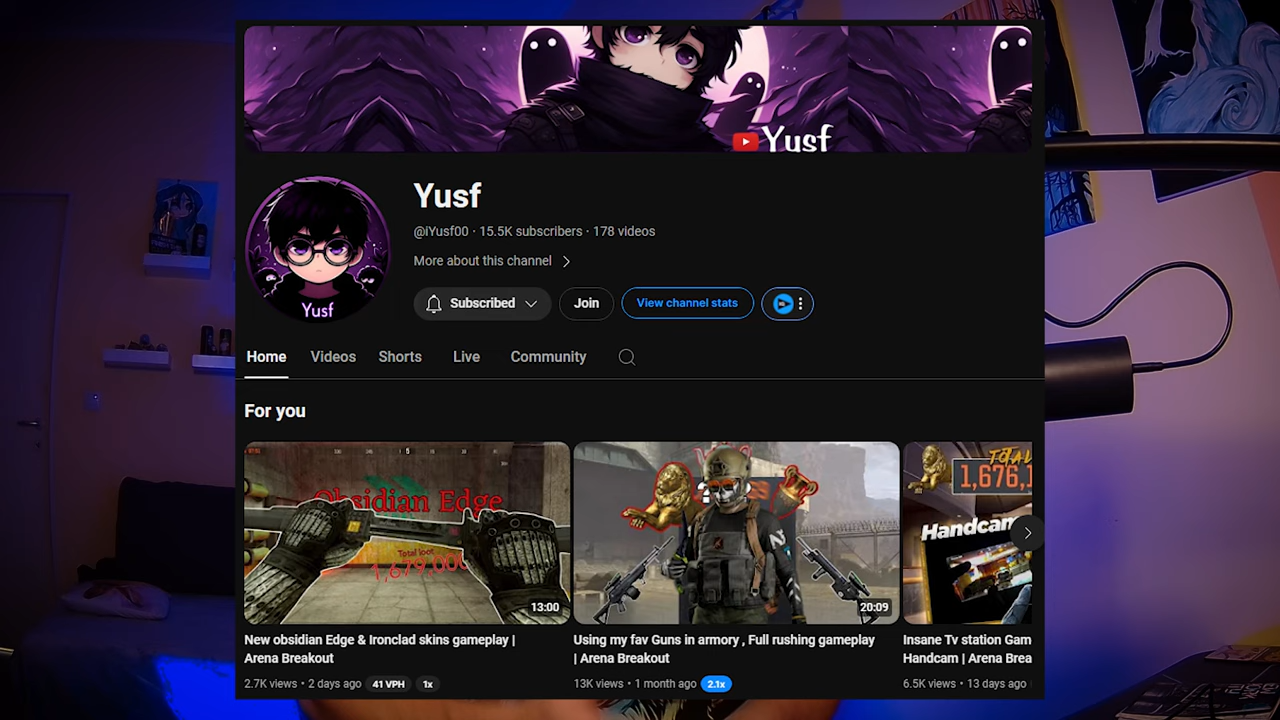 Yusf
Yusf
@IYusf00 · 15.5K subscribers · 178 videos
More about this channel
Yusf
Subscribed
Join
View channel stats
Home
Videos
Shorts
Live
Community
For you
Obsidian Edge
Total loot
1,679,000
13:00
20:09
TOTAL
1,676,1
Handcam
New obsidian Edge & Ironclad skins gameplay |
Arena Breakout
2.7K views • 2 days ago
41 VPH
1x
Using my fav Guns in armory , Full rushing gameplay
| Arena Breakout
13K views • 1 month ago
2.1x
Insane Tv station Gam
Handcam | Arena Brea
6.5K views • 13 days ago